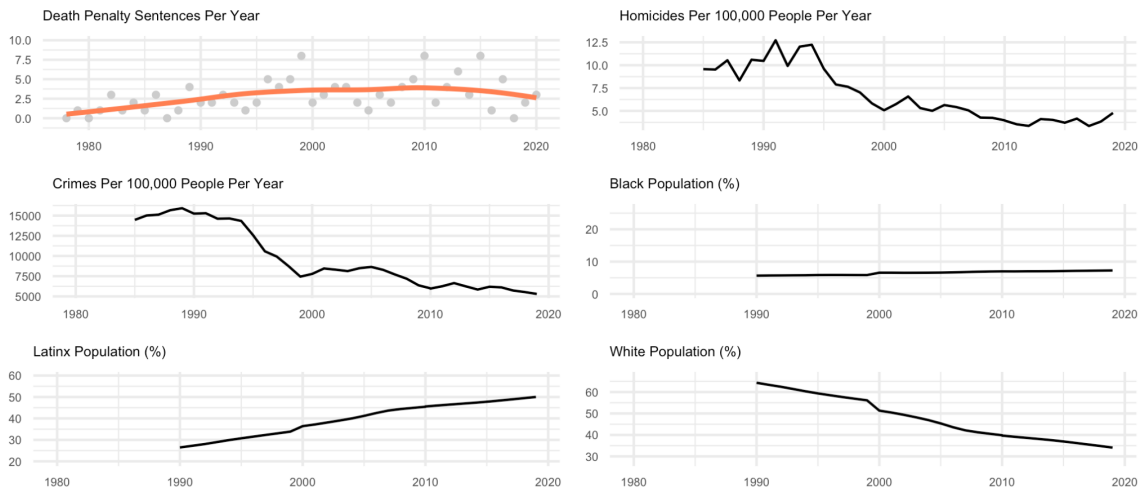 Death Penalty Sentences Per Year
10.0
7.5
5.0
2.5
0.0
1980 1990 2000 2010 2020
Homicides Per 100,000 People Per Year
12.5
10.0
7.5
5.0
1980 1990 2000 2010 2020
Crimes Per 100,000 People Per Year
15000
12500
10000
7500
5000
1980 1990 2000 2010 2020
Black Population (%)
20
10
0
1980 1990 2000 2010 2020
Latinx Population (%)
60
50
40
30
20
1980 1990 2000 2010 2020
White Population (%)
60
50
40
30
1980 1990 2000 2010 2020